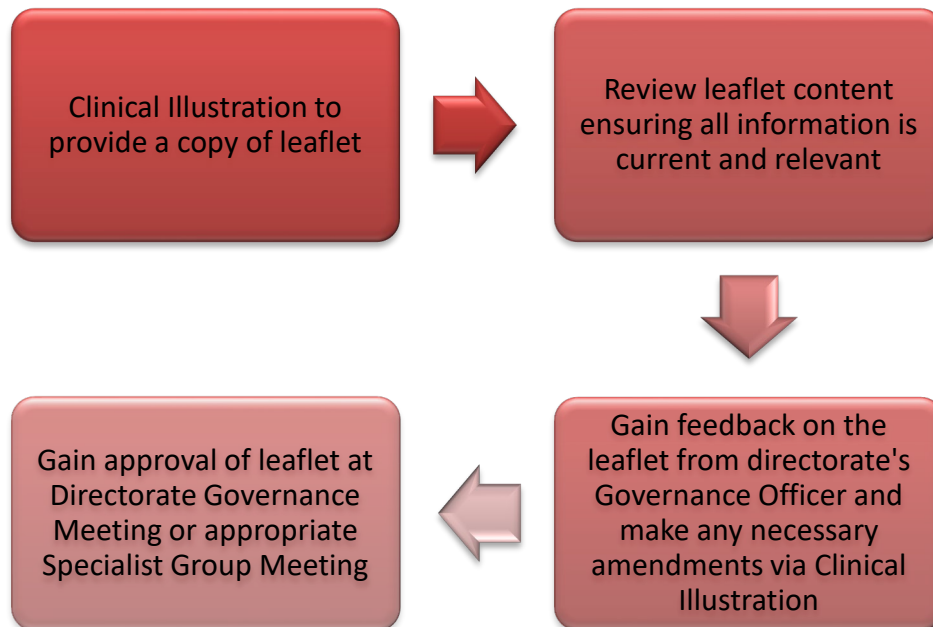 Clinical Illustration to
provide a copy of leaflet
Review leaflet content
ensuring all information is
current and relevant
Gain feedback on the
leaflet from directorate's
Governance Officer and
make any necessary
amendments via Clinical
Illustration
Gain approval of leaflet at
Directorate Governance
Meeting or appropriate
Specialist Group Meeting